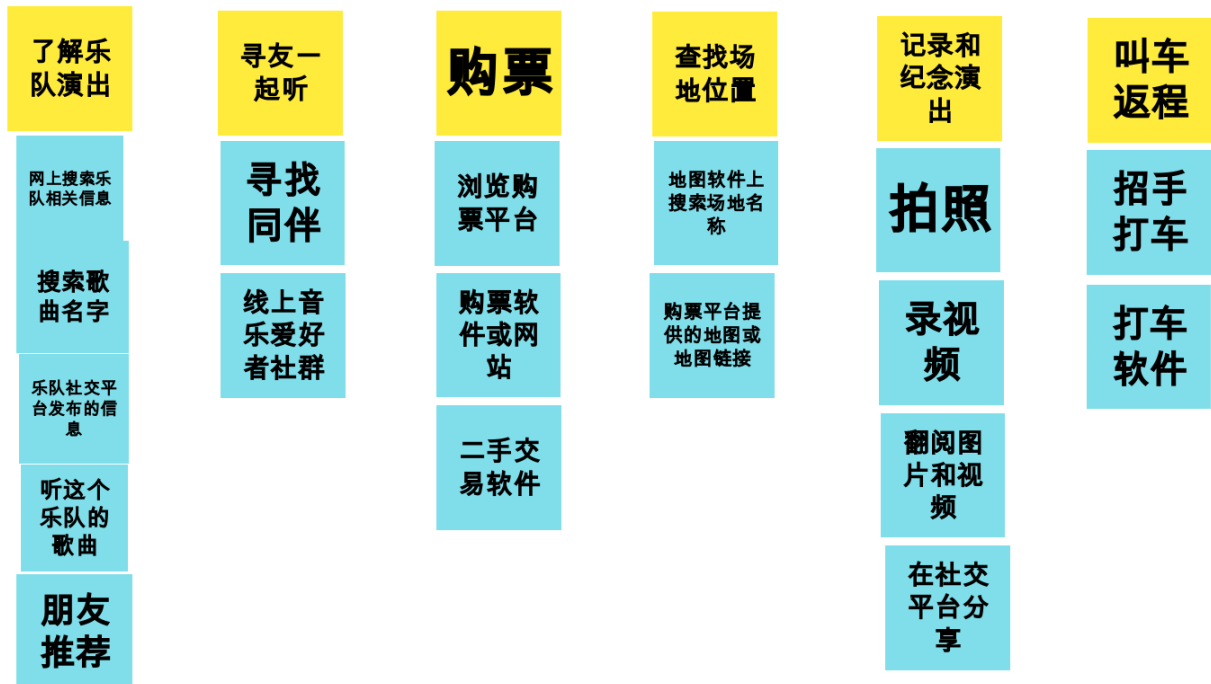 了解乐
队演出
网上搜索乐
队相关信息
搜索歌
曲名字
乐队社交平
台发布的信
息
听这个
乐队的
歌曲
朋友
推荐
寻友一
起听
寻找
同伴
线上音
乐爱好
者社群
购票
浏览购
票平台
购票软
件或网
站
二手交
易软件
查找场
地位置
地图软件上
搜索场地名
称
购票平台提
供的地图或
地图链接
记录和
纪念演
出
拍照
录视
频
翻阅图
片和视
频
在社交
平台分
享
叫车
返程
招手
打车
打车
软件